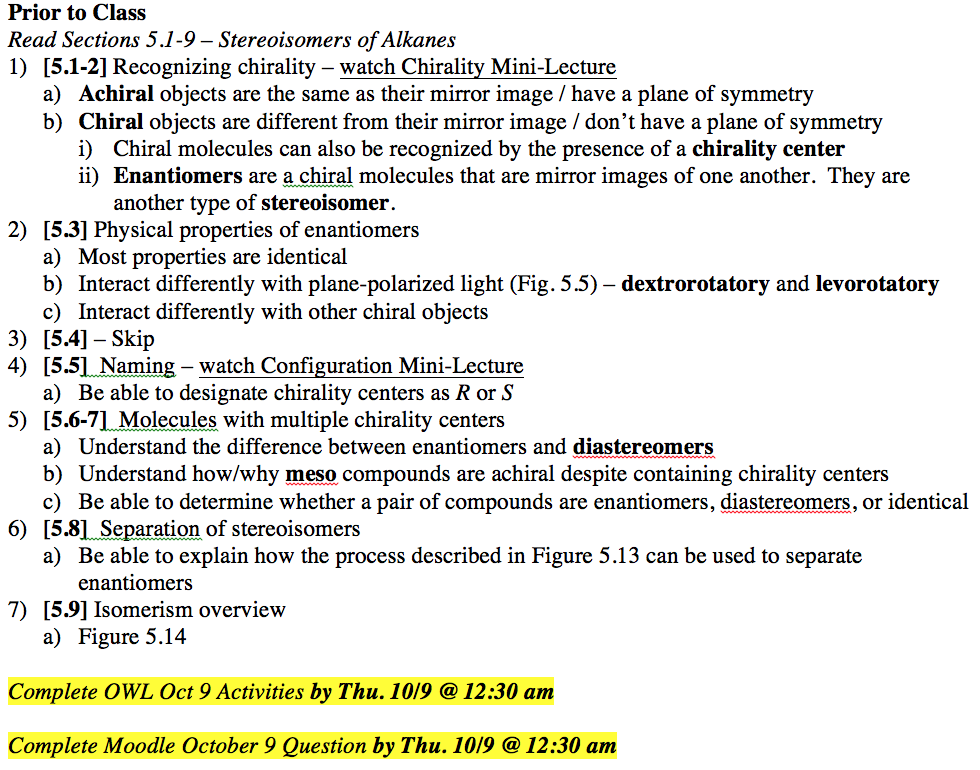 Prior to Class
Read Sections 5.1-9 – Stereoisomers of Alkanes
1) [5.1-2] Recognizing chirality – watch Chirality Mini-Lecture
a) Achiral objects are the same as their mirror image / have a plane of symmetry
b) Chiral objects are different from their mirror image / don't have a plane of symmetry
i) Chiral molecules can also be recognized by the presence of a chirality center
ii) Enantiomers are a chiral molecules that are mirror images of one another. They are
another type of stereoisomer.
2) [5.3] Physical properties of enantiomers
a) Most properties are identical
b) Interact differently with plane-polarized light (Fig. 5.5) – dextrorotatory and levorotatory
c) Interact differently with other chiral objects
3) [5.4] – Skip
4) [5.5] Naming – watch Configuration Mini-Lecture
a) Be able to designate chirality centers as R or S
5) [5.6-7] Molecules with multiple chirality centers
a) Understand the difference between enantiomers and diastereomers
b) Understand how/why meso compounds are achiral despite containing chirality centers
c) Be able to determine whether a pair of compounds are enantiomers, diastereomers, or identical
6) [5.8] Separation of stereoisomers
a) Be able to explain how the process described in Figure 5.13 can be used to separate
enantiomers
7) [5.9] Isomerism overview
a) Figure 5.14
Complete OWL Oct 9 Activities by Thu. 10/9 @ 12:30 am
Complete Moodle October 9 Question by Thu. 10/9 @ 12:30 am